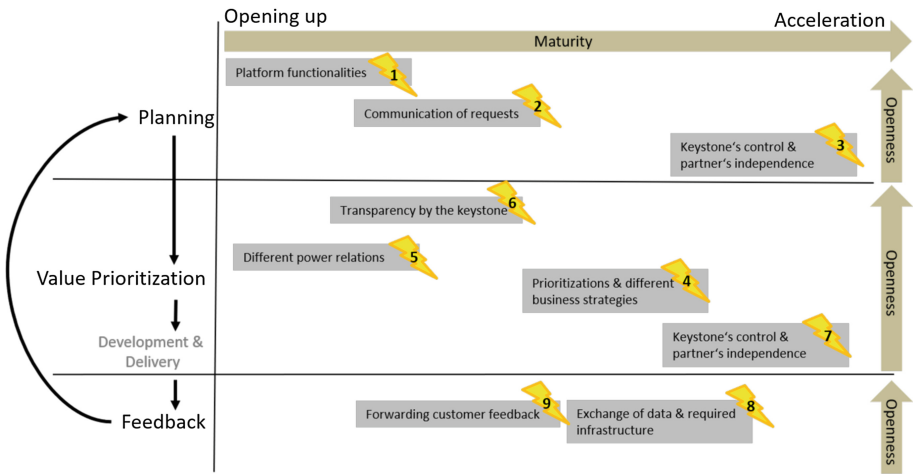 Opening up
Acceleration
Maturity
Platform functionalities
1
Communication of requests
2
Planning
Keystone's control &
partner's independence
3
Openness
Transparency by the keystone
6
Different power relations
5
Value Prioritization
Prioritizations & different
business strategies
4
Openness
Development &
Delivery
Keystone's control &
partner's independence
7
Feedback
Forwarding customer feedback
9
Exchange of data & required
infrastructure
8
Openness